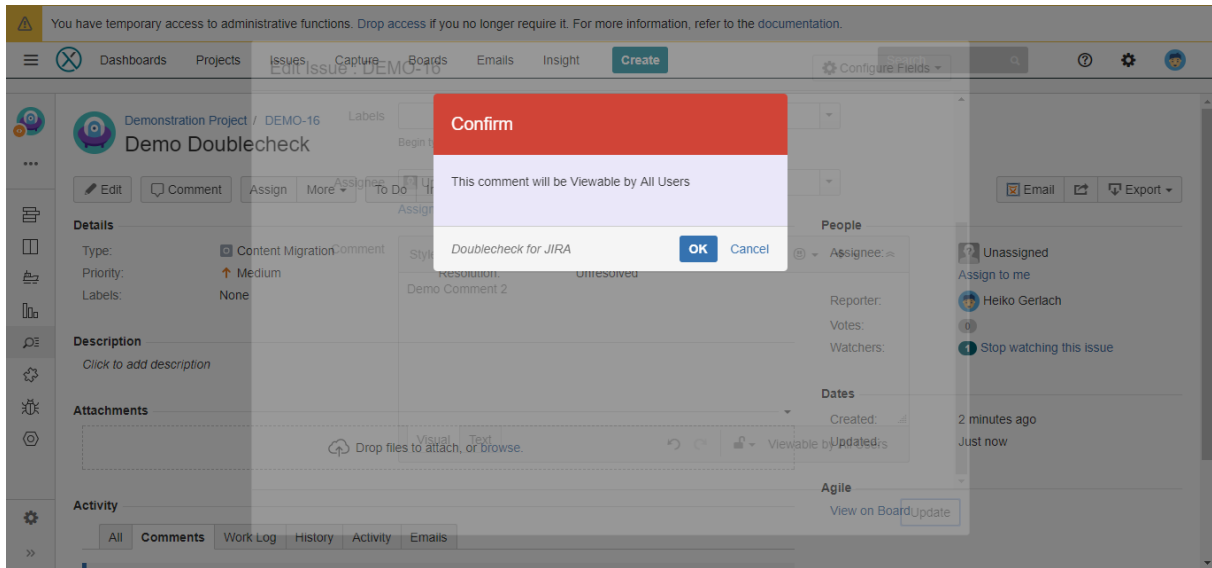 You have temporary access to administrative functions. Drop access if you no longer require it. For more information, refer to the documentation.
Dashboards Projects Issues Capture Boards Emails Insight Create
Edit Issue : DEMO-16 Configure Fields
Demonstration Project / DEMO-16
Demo Doublecheck
Labels
Edit Comment Assign More To Do
Assignee
Email Export
Confirm
This comment will be Viewable by All Users
Doublecheck for JIRA OK Cancel
Details
Type: Content Migration
Priority: Medium
Labels: None
Resolution: Unresolved
Comment
Demo Comment 2
Description
Click to add description
Attachments
Drop files to attach, or browse.
Visual Text Viewable by All Users
Activity
All Comments Work Log History Activity Emails
People
Assignee: Unassigned
Assign to me
Reporter: Heiko Gerlach
Votes: 0
Watchers: 1 Stop watching this issue
Dates
Created: 2 minutes ago
Updated: Just now
Agile
View on Board
Update